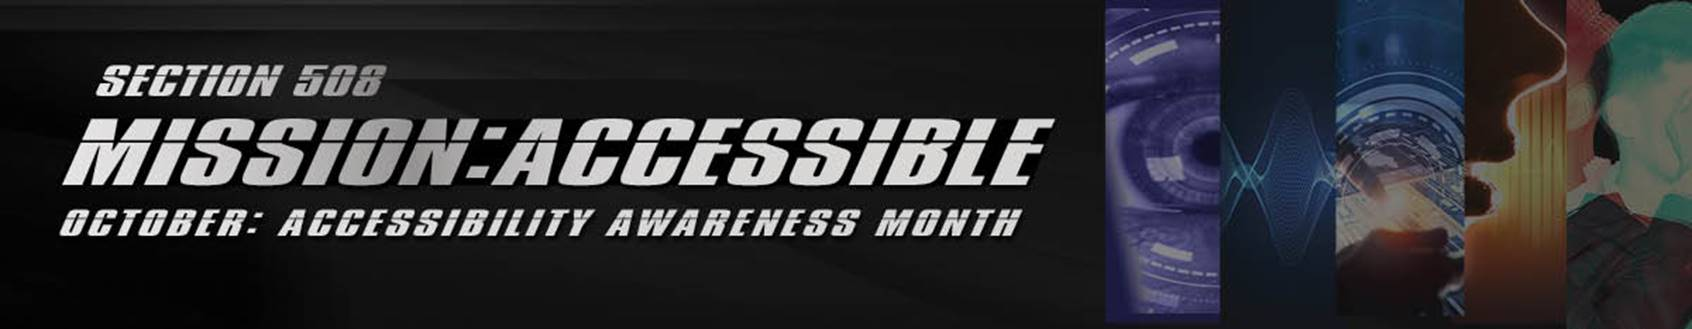 SECTION 508
MISSION:ACCESSIBLE
OCTOBER: ACCESSIBILITY AWARENESS MONTH